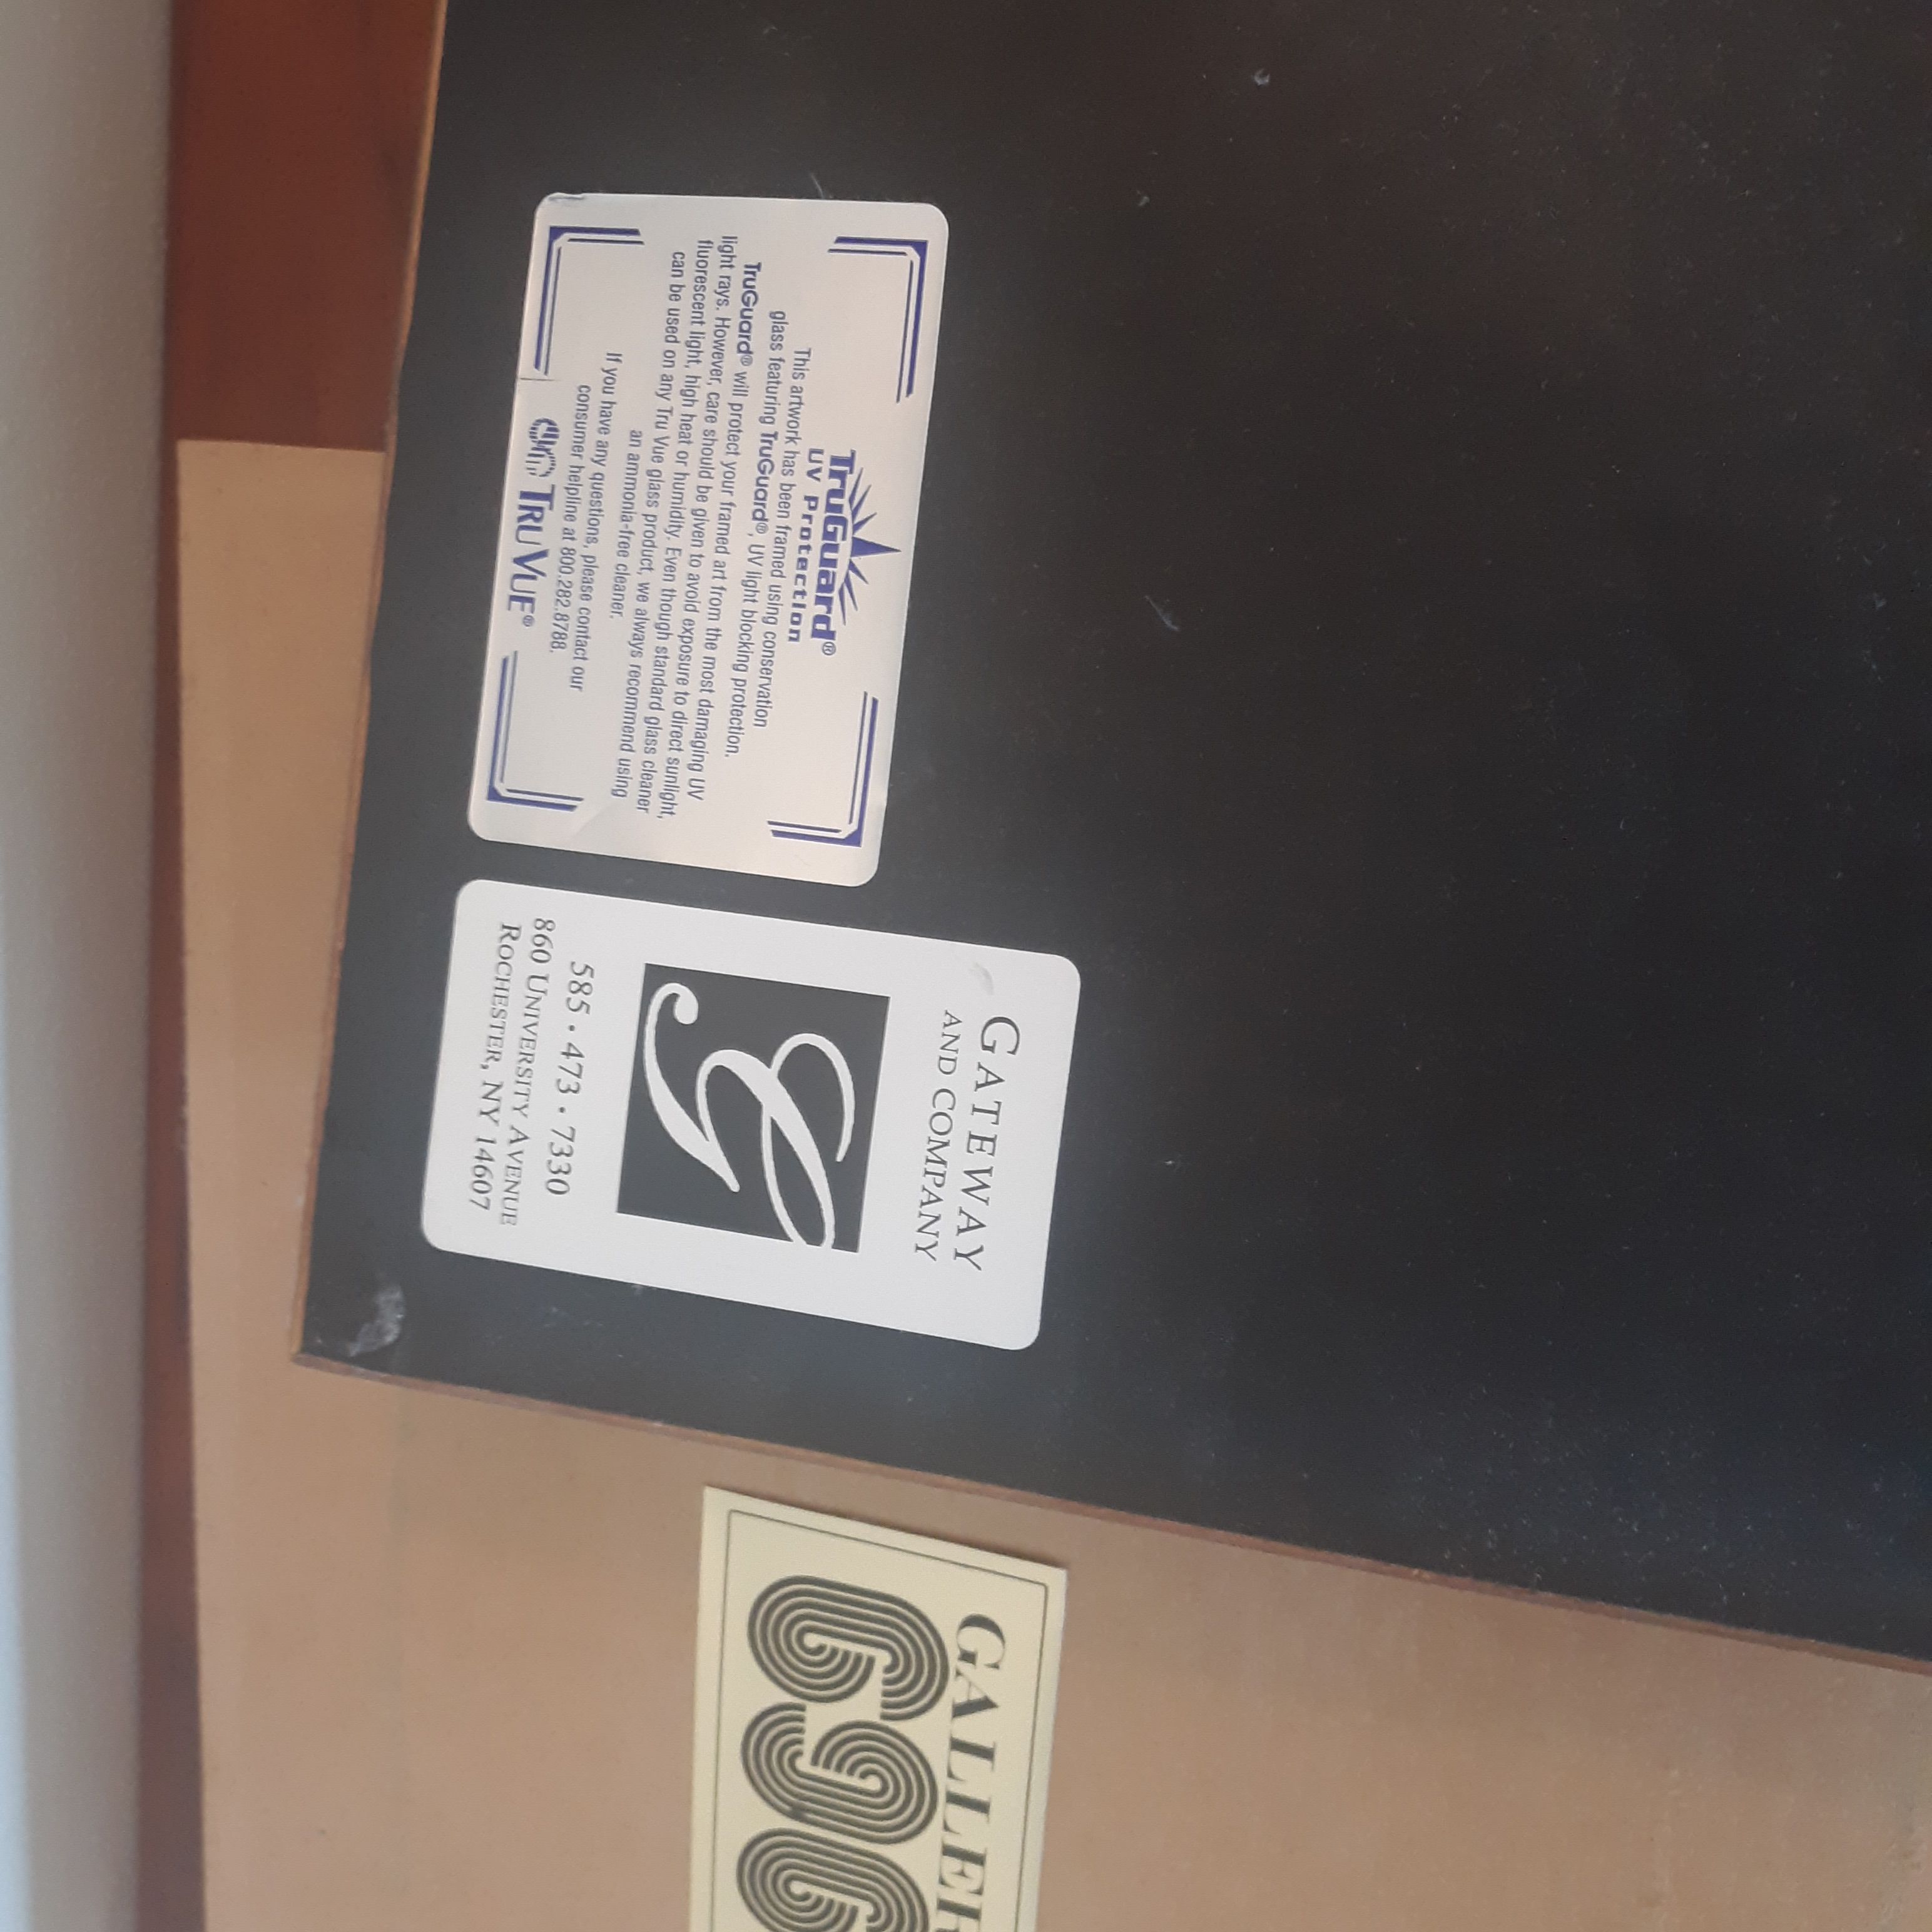 TruGuard®
UV Protection
This artwork has been framed using conservation
glass featuring TruGuard®, UV light blocking protection.
TruGuard® will protect your framed art from the most damaging UV
light rays. However, care should be given to avoid exposure to direct sunlight,
fluorescent light, high heat or humidity. Even though standard glass cleaner
can be used on any Tru Vue glass product, we always recommend using
an ammonia-free cleaner.
If you have any questions, please contact our
consumer helpline at 800.282.8788.
TRU VUE®
GATEWAY
AND COMPANY
585 • 473 • 7330
860 UNIVERSITY AVENUE
ROCHESTER, NY 14607